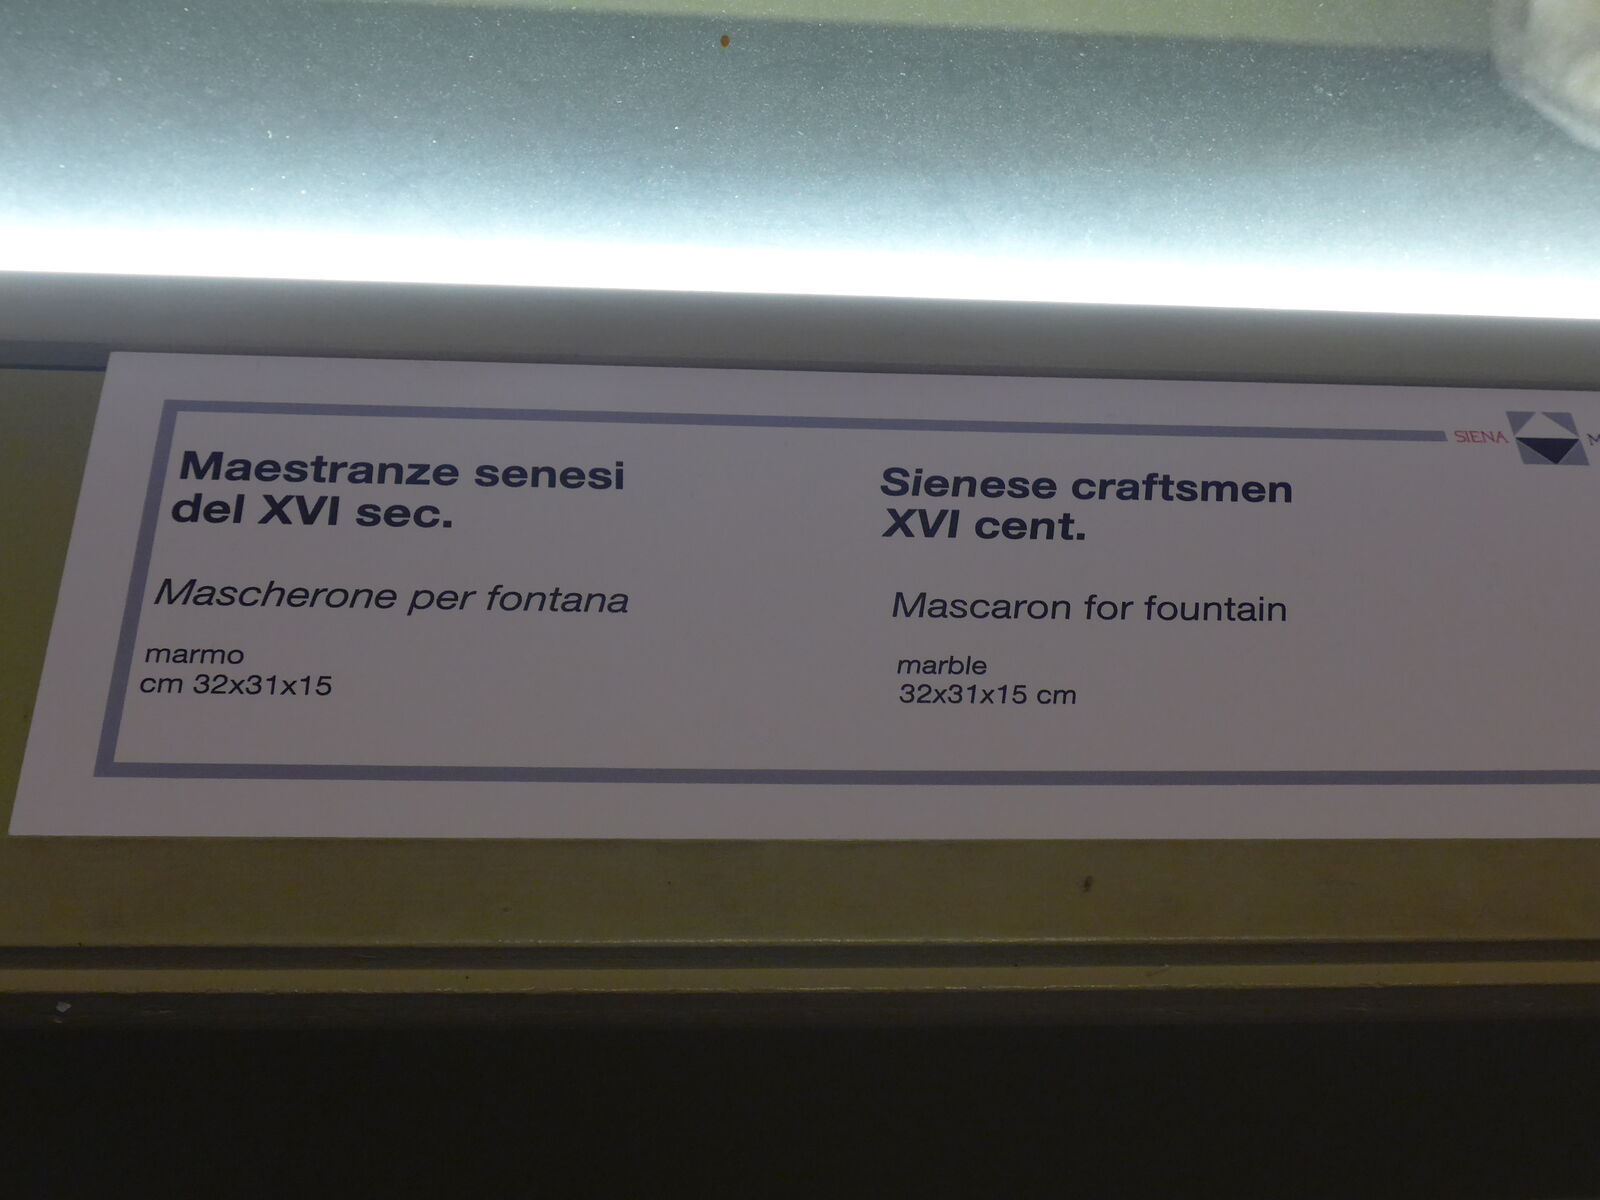 SIENA
Maestranze senesi
del XVI sec.
Mascherone per fontana
marmo
cm 32x31x15
Sienese craftsmen
XVI cent.
Mascaron for fountain
marble
32x31x15 cm